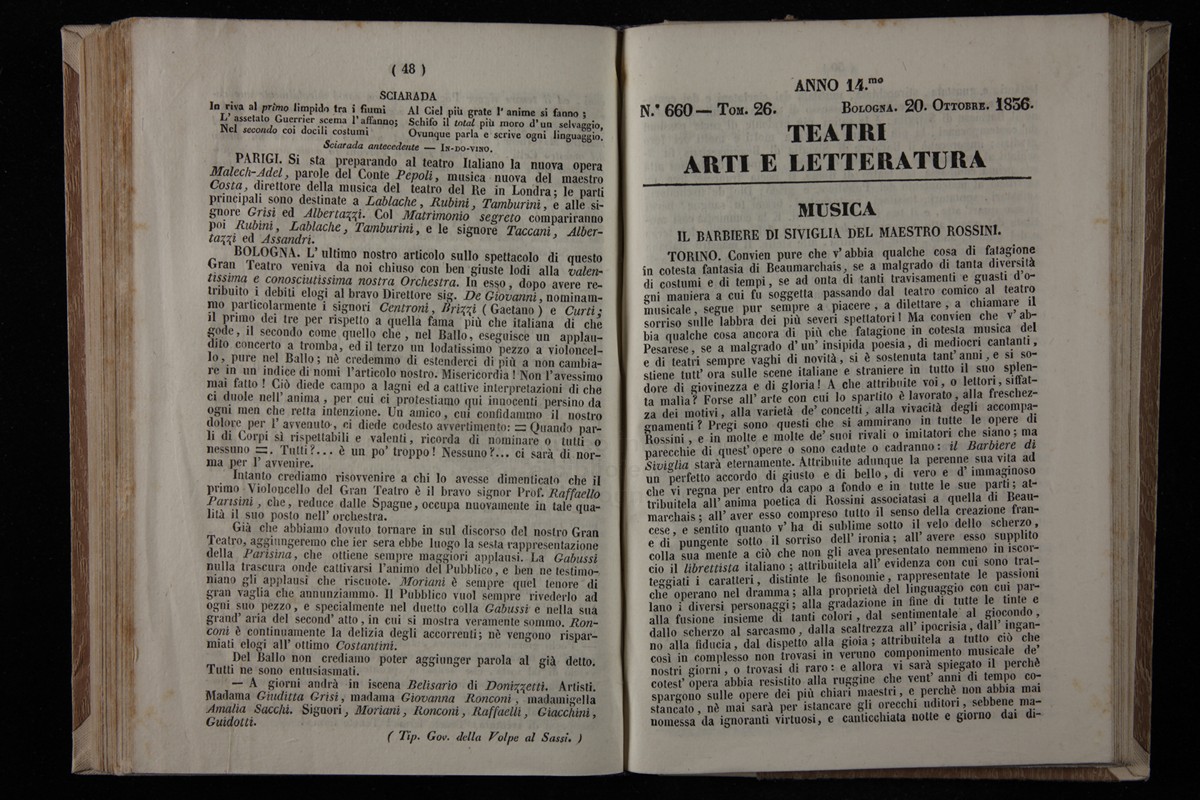 ( 48 )
SCIARADA
In riva al primo limpido tra i fiumi
L' assetato Guerrier scema l'affanno;
Nel secondo coi docili costumi
Al Ciel più grate l' anime si fanno ;
Schifo il total più moro d' un selvaggio,
Ovunque parla e scrive ogni linguaggio.
Sciarada antecedente — IN-DO-VINO.
PARIGI. Si sta preparando al teatro Italiano la nuova opera
Malech-Adel, parole del Conte Pepoli, musica nuova del maestro
Costa, direttore della musica del teatro del Re in Londra; le parti
principali sono destinate a Lablache, Rubini, Tamburini, e alle si-
gnore Grisi ed Albertazzi. Col Matrimonio segreto compariranno
poi Rubini, Lablache, Tamburini, e le signore Taccani, Alber-
tazzi ed Assandri.
BOLOGNA. L' ultimo nostro articolo sullo spettacolo di questo
Gran Teatro veniva da noi chiuso con ben giuste lodi alla valen-
tissima e conosciutissima nostra Orchestra. In esso, dopo avere re-
tribuito i debiti elogi al bravo Direttore sig. De Giovanni, nominam-
mo particolarmente i signori Centroni, Brizzi ( Gaetano ) e Curti;
il primo dei tre per rispetto a quella fama più che italiana di che
gode, il secondo come quello che, nel Ballo, eseguisce un applau-
dito concerto a tromba, ed il terzo un lodatissimo pezzo a violoncel-
lo, pure nel Ballo; nè credemmo di estenderci di più a non cambia-
re in un indice di nomi l'articolo nostro. Misericordia ! Non l'avessimo
mai fatto ! Ciò diede campo a lagni ed a cattive interpretazioni di che
ci duole nell' anima, per cui ci protestiamo qui innocenti persino da
ogni men che retta intenzione. Un amico, cui confidammo il nostro
dolore per l' avvenuto, ci diede codesto avvertimento: = Quando par-
li di Corpi sì rispettabili e valenti, ricorda di nominare o tutti o
nessuno =. Tutti ?... è un po' troppo ! Nessuno ?... ci sarà di nor-
ma per l' avvenire.
Intanto crediamo risovvenire a chi lo avesse dimenticato che il
primo Violoncello del Gran Teatro è il bravo signor Prof. Raffaello
Parisini, che, reduce dalle Spagne, occupa nuovamente in tale qua-
lità il suo posto nell' orchestra.
Già che abbiamo dovuto tornare in sul discorso del nostro Gran
Teatro, aggiungeremo che ier sera ebbe luogo la sesta rappresentazione
della Parisina, che ottiene sempre maggiori applausi. La Gabussi
nulla trascura onde cattivarsi l'animo del Pubblico, e ben ne testimo-
niano gli applausi che riscuote. Moriani è sempre quel tenore di
gran vaglia che annunziammo. Il Pubblico vuol sempre rivederlo ad
ogni suo pezzo, e specialmente nel duetto colla Gabussi e nella sua
grand' aria del second' atto, in cui si mostra veramente sommo. Ron-
coni è continuamente la delizia degli accorrenti; nè vengono rispar-
miati elogi all' ottimo Costantini.
Del Ballo non crediamo poter aggiunger parola al già detto.
Tutti ne sono entusiasmati.
— A giorni andrà in iscena Belisario di Donizzetti. Artisti.
Madama Giuditta Grisi, madama Giovanna Ronconi, madamigella
Amalia Sacchi. Signori, Moriani, Ronconi, Raffaelli, Giacchini,
Guidotti.
( Tip. Gov. della Volpe al Sassi. )
ANNO 14.mo
N.° 660 — TOM. 26. BOLOGNA. 20. OTTOBRE. 1836.
TEATRI
ARTI E LETTERATURA
MUSICA
IL BARBIERE DI SIVIGLIA DEL MAESTRO ROSSINI.
TORINO. Convien pure che v' abbia qualche cosa di fatagione
in cotesta fantasia di Beaumarchais, se a malgrado di tanta diversità
di costumi e di tempi, se ad onta di tanti travisamenti e guasti d'o-
gni maniera a cui fu soggetta passando dal teatro comico al teatro
musicale, segue pur sempre a piacere, a dilettare, a chiamare il
sorriso sulle labbra dei più severi spettatori ! Ma convien che v' ab-
bia qualche cosa ancora di più che fatagione in cotesta musica del
Pesarese, se a malgrado d' un' insipida poesia, di mediocri cantanti,
e di teatri sempre vaghi di novità, si è sostenuta tant' anni, e si so-
stiene tutt' ora sulle scene italiane e straniere in tutto il suo splen-
dore di giovinezza e di gloria ! A che attribuite voi, o lettori, siffat-
ta malìa ? Forse all' arte con cui lo spartito è lavorato, alla freschez-
za dei motivi, alla varietà de' concetti, alla vivacità degli accompa-
gnamenti ? Pregi sono questi che si ammirano in tutte le opere di
Rossini, e in molte e molte de' suoi rivali o imitatori che siano; ma
parecchie di quest' opere o sono cadute o cadranno: il Barbiere di
Siviglia starà eternamente. Attribuite adunque la perenne sua vita ad
un perfetto accordo di giusto e di bello, di vero e d' immaginoso
che vi regna per entro da capo a fondo e in tutte le sue parti; at-
tribuitela all' anima poetica di Rossini associatasi a quella di Beau-
marchais; all' aver esso compreso tutto il senso della creazione fran-
cese, e sentito quanto v' ha di sublime sotto il velo dello scherzo,
e di pungente sotto il sorriso dell' ironia; all' avere esso supplito
colla sua mente a ciò che non gli avea presentato nemmeno in iscor-
cio il librettista italiano; attribuitela all' evidenza con cui sono trat-
teggiati i caratteri, distinte le fisonomie, rappresentate le passioni
che operano nel dramma; alla proprietà del linguaggio con cui par-
lano i diversi personaggi; alla gradazione in fine di tutte le tinte e
alla fusione insieme di tanti colori, dal sentimentale al giocondo,
dallo scherzo al sarcasmo, dalla scaltrezza all' ipocrisia, dall' ingan-
no alla fiducia, dal dispetto alla gioia; attribuitela a tutto ciò che
così in complesso non trovasi in veruno componimento musicale de'
nostri giorni, o trovasi di raro: e allora vi sarà spiegato il perchè
cotest' opera abbia resistito alla ruggine che vent' anni di tempo co-
spargono sulle opere dei più chiari maestri, e perchè non abbia mai
stancato, nè mai sarà per istancare gli orecchi uditori, sebbene ma-
nomessa da ignoranti virtuosi, e canticchiata notte e giorno dai di-